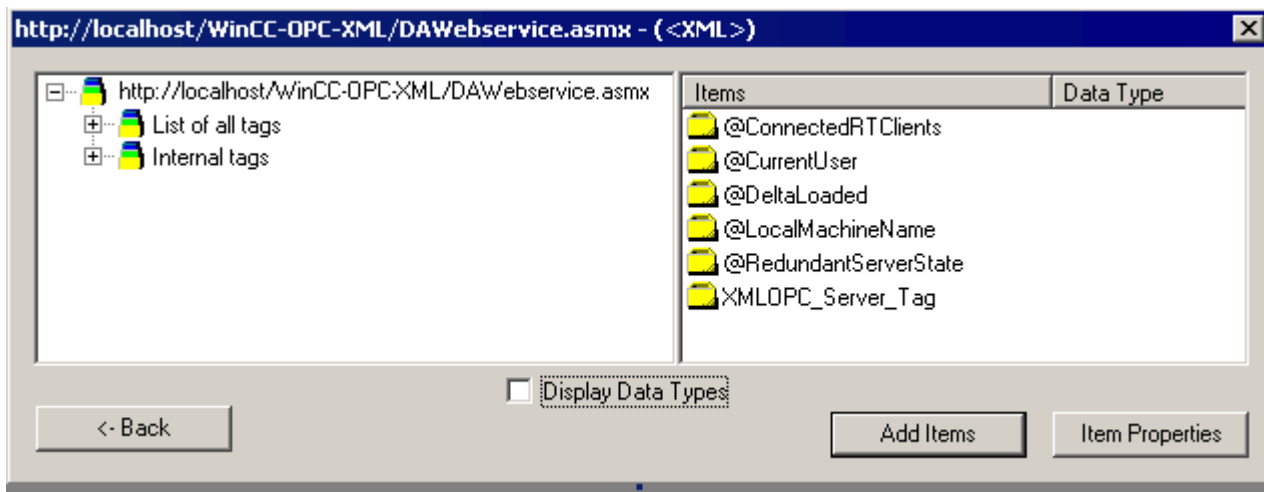 http://localhost/WinCC-OPC-XML/DAWebservice.asmx - (<XML>)
http://localhost/WinCC-OPC-XML/DAWebservice.asmx
List of all tags
Internal tags
Items Data Type
@ConnectedRTClients
@CurrentUser
@DeltaLoaded
@LocalMachineName
@RedundantServerState
XMLOPC_Server_Tag
Display Data Types
<- Back
Add Items
Item Properties